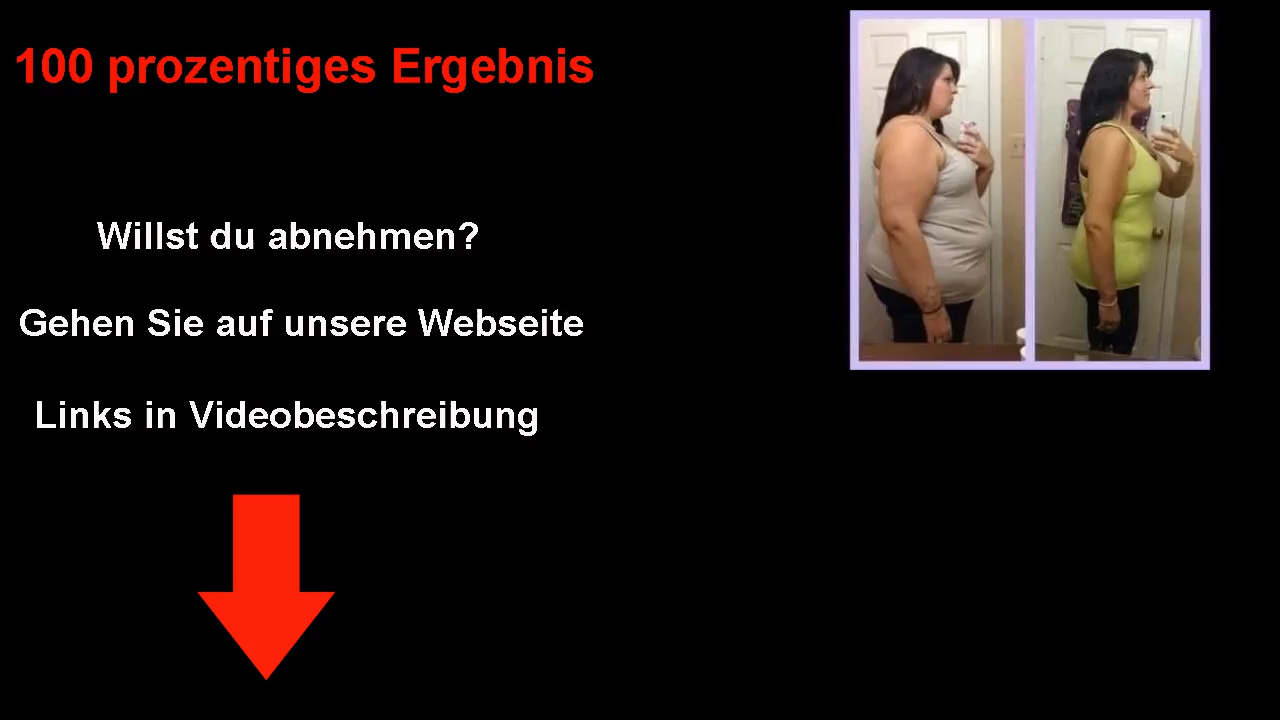 100 prozentiges Ergebnis
Willst du abnehmen?
Gehen Sie auf unsere Webseite
Links in Videobeschreibung